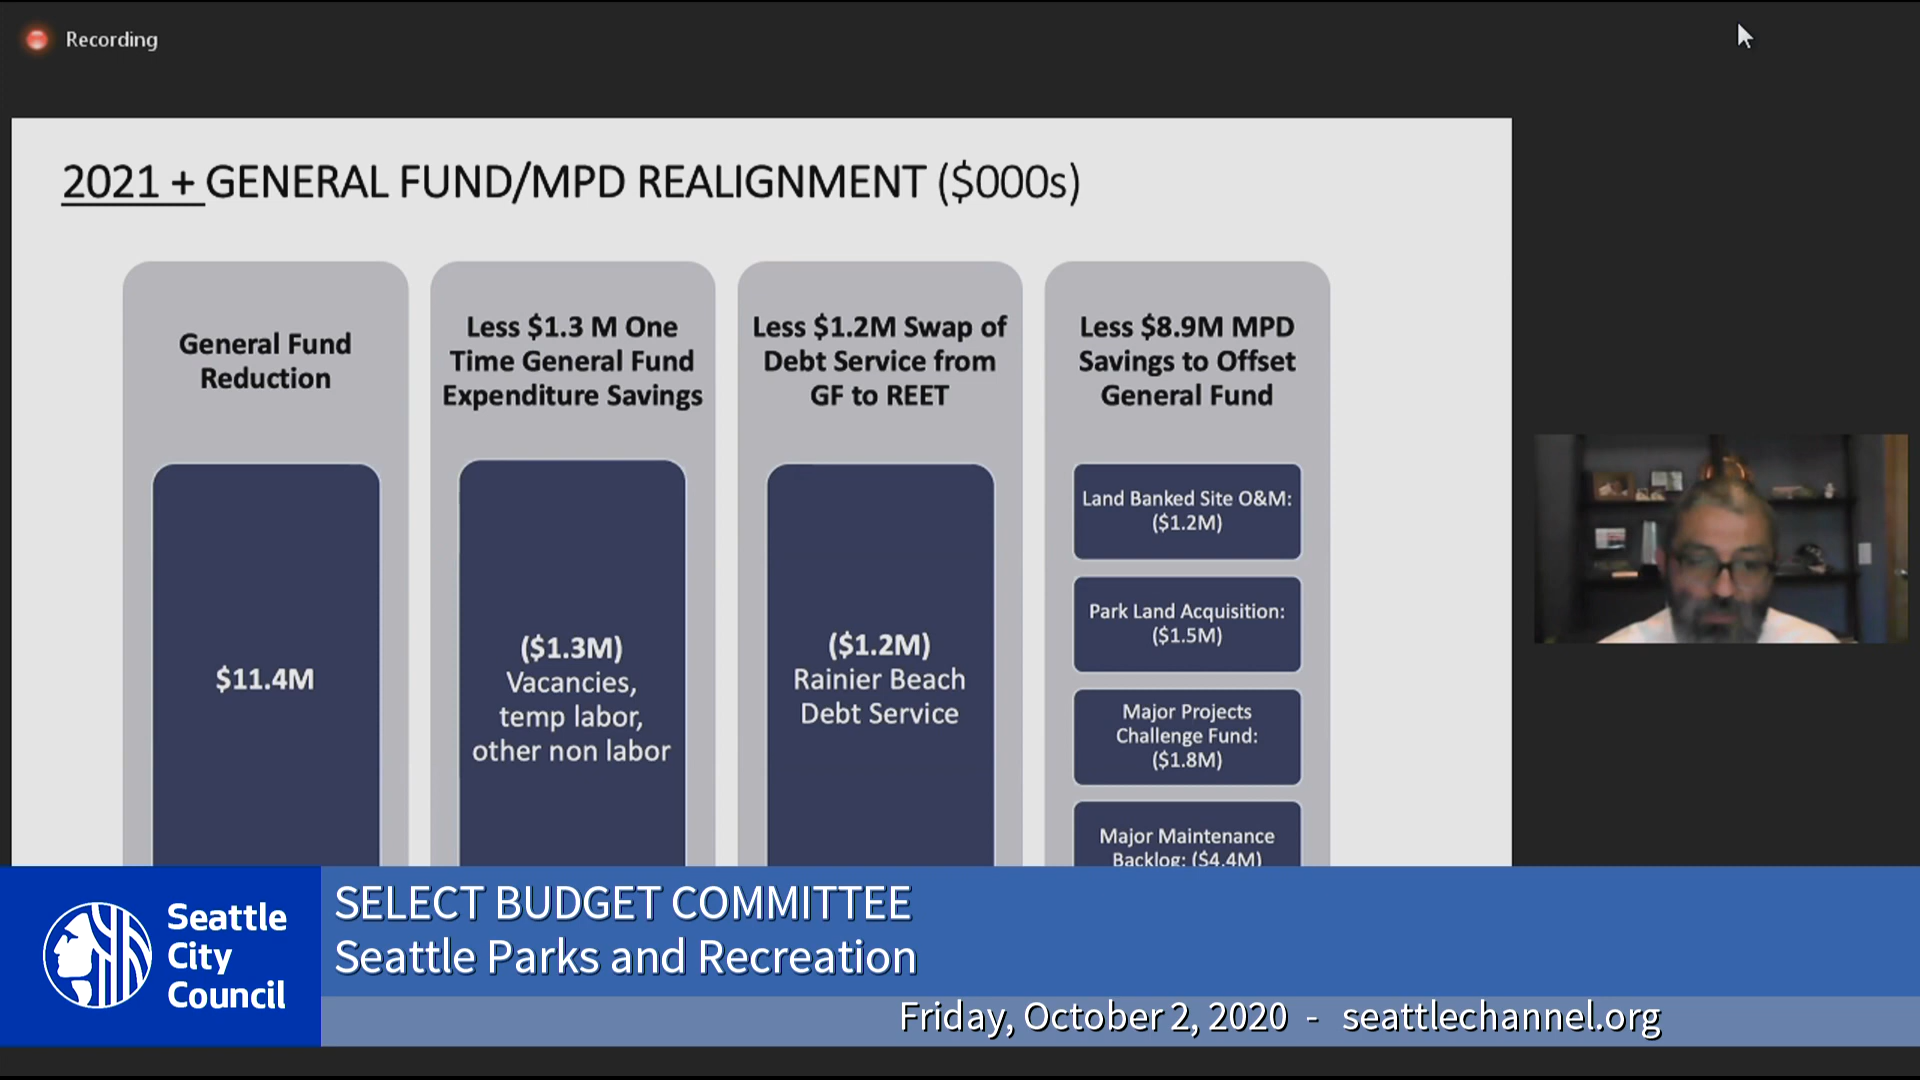 Recording
2021 + GENERAL FUND/MPD REALIGNMENT ($000s)
General Fund
Reduction
$11.4M
Less $1.3 M One
Time General Fund
Expenditure Savings
($1.3M)
Vacancies,
temp labor,
other non labor
Less $1.2M Swap of
Debt Service from
GF to REET
($1.2M)
Rainier Beach
Debt Service
Less $8.9M MPD
Savings to Offset
General Fund
Land Banked Site O&M:
($1.2M)
Park Land Acquisition:
($1.5M)
Major Projects
Challenge Fund:
($1.8M)
Major Maintenance
Backlog: ($4.4M)
Seattle
City
Council
SELECT BUDGET COMMITTEE
Seattle Parks and Recreation
Friday, October 2, 2020 - seattlechannel.org